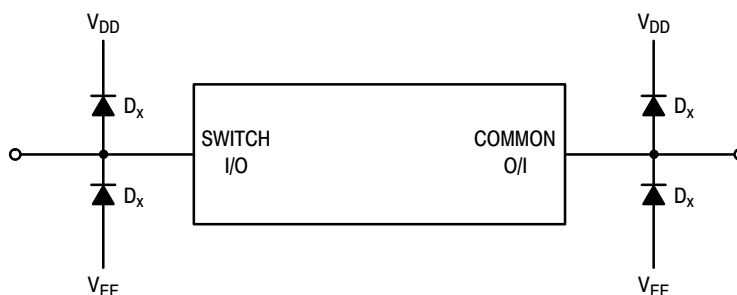 VDD VDD
Dx Dx
SWITCH COMMON
I/O O/I
Dx Dx
VEE VEE